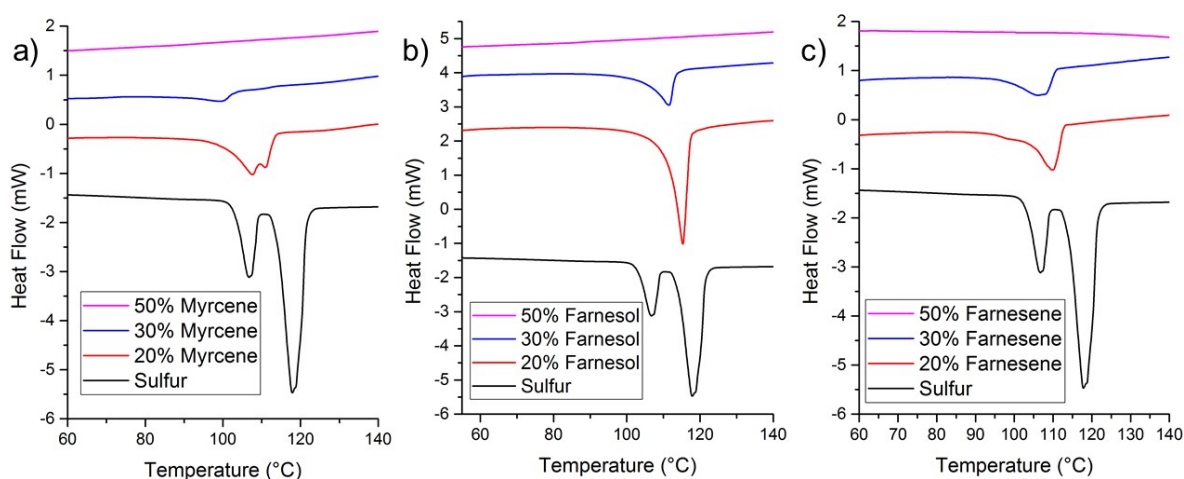 a)
2
1
0
-1
-2
-3
-4
-5
-6
Heat Flow (mW)
50% Myrcene
30% Myrcene
20% Myrcene
Sulfur
60 80 100 120 140
Temperature (°C)
b)
5
4
3
2
1
0
-1
-2
-3
-4
-5
-6
Heat Flow (mW)
50% Farnesol
30% Farnesol
20% Farnesol
Sulfur
60 80 100 120 140
Temperature (°C)
c)
2
1
0
-1
-2
-3
-4
-5
-6
Heat Flow (mW)
50% Farnesene
30% Farnesene
20% Farnesene
Sulfur
60 70 80 90 100 110 120 130 140
Temperature (°C)